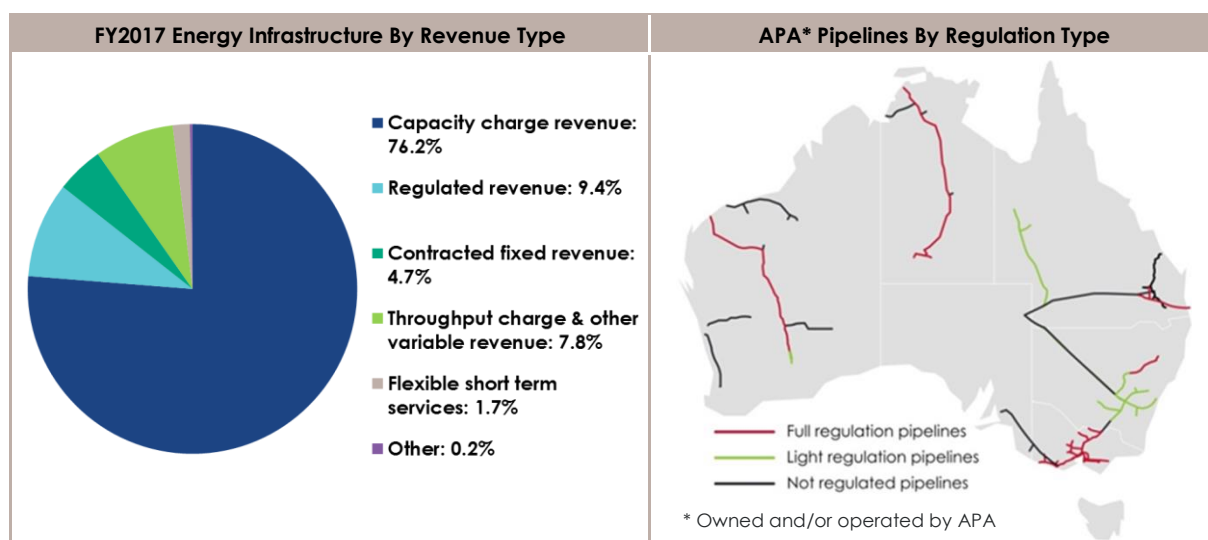 FY2017 Energy Infrastructure By Revenue Type
Capacity charge revenue:
76.2%
Regulated revenue: 9.4%
Contracted fixed revenue:
4.7%
Throughput charge & other
variable revenue: 7.8%
Flexible short term
services: 1.7%
Other: 0.2%
APA* Pipelines By Regulation Type
Full regulation pipelines
Light regulation pipelines
Not regulated pipelines
* Owned and/or operated by APA